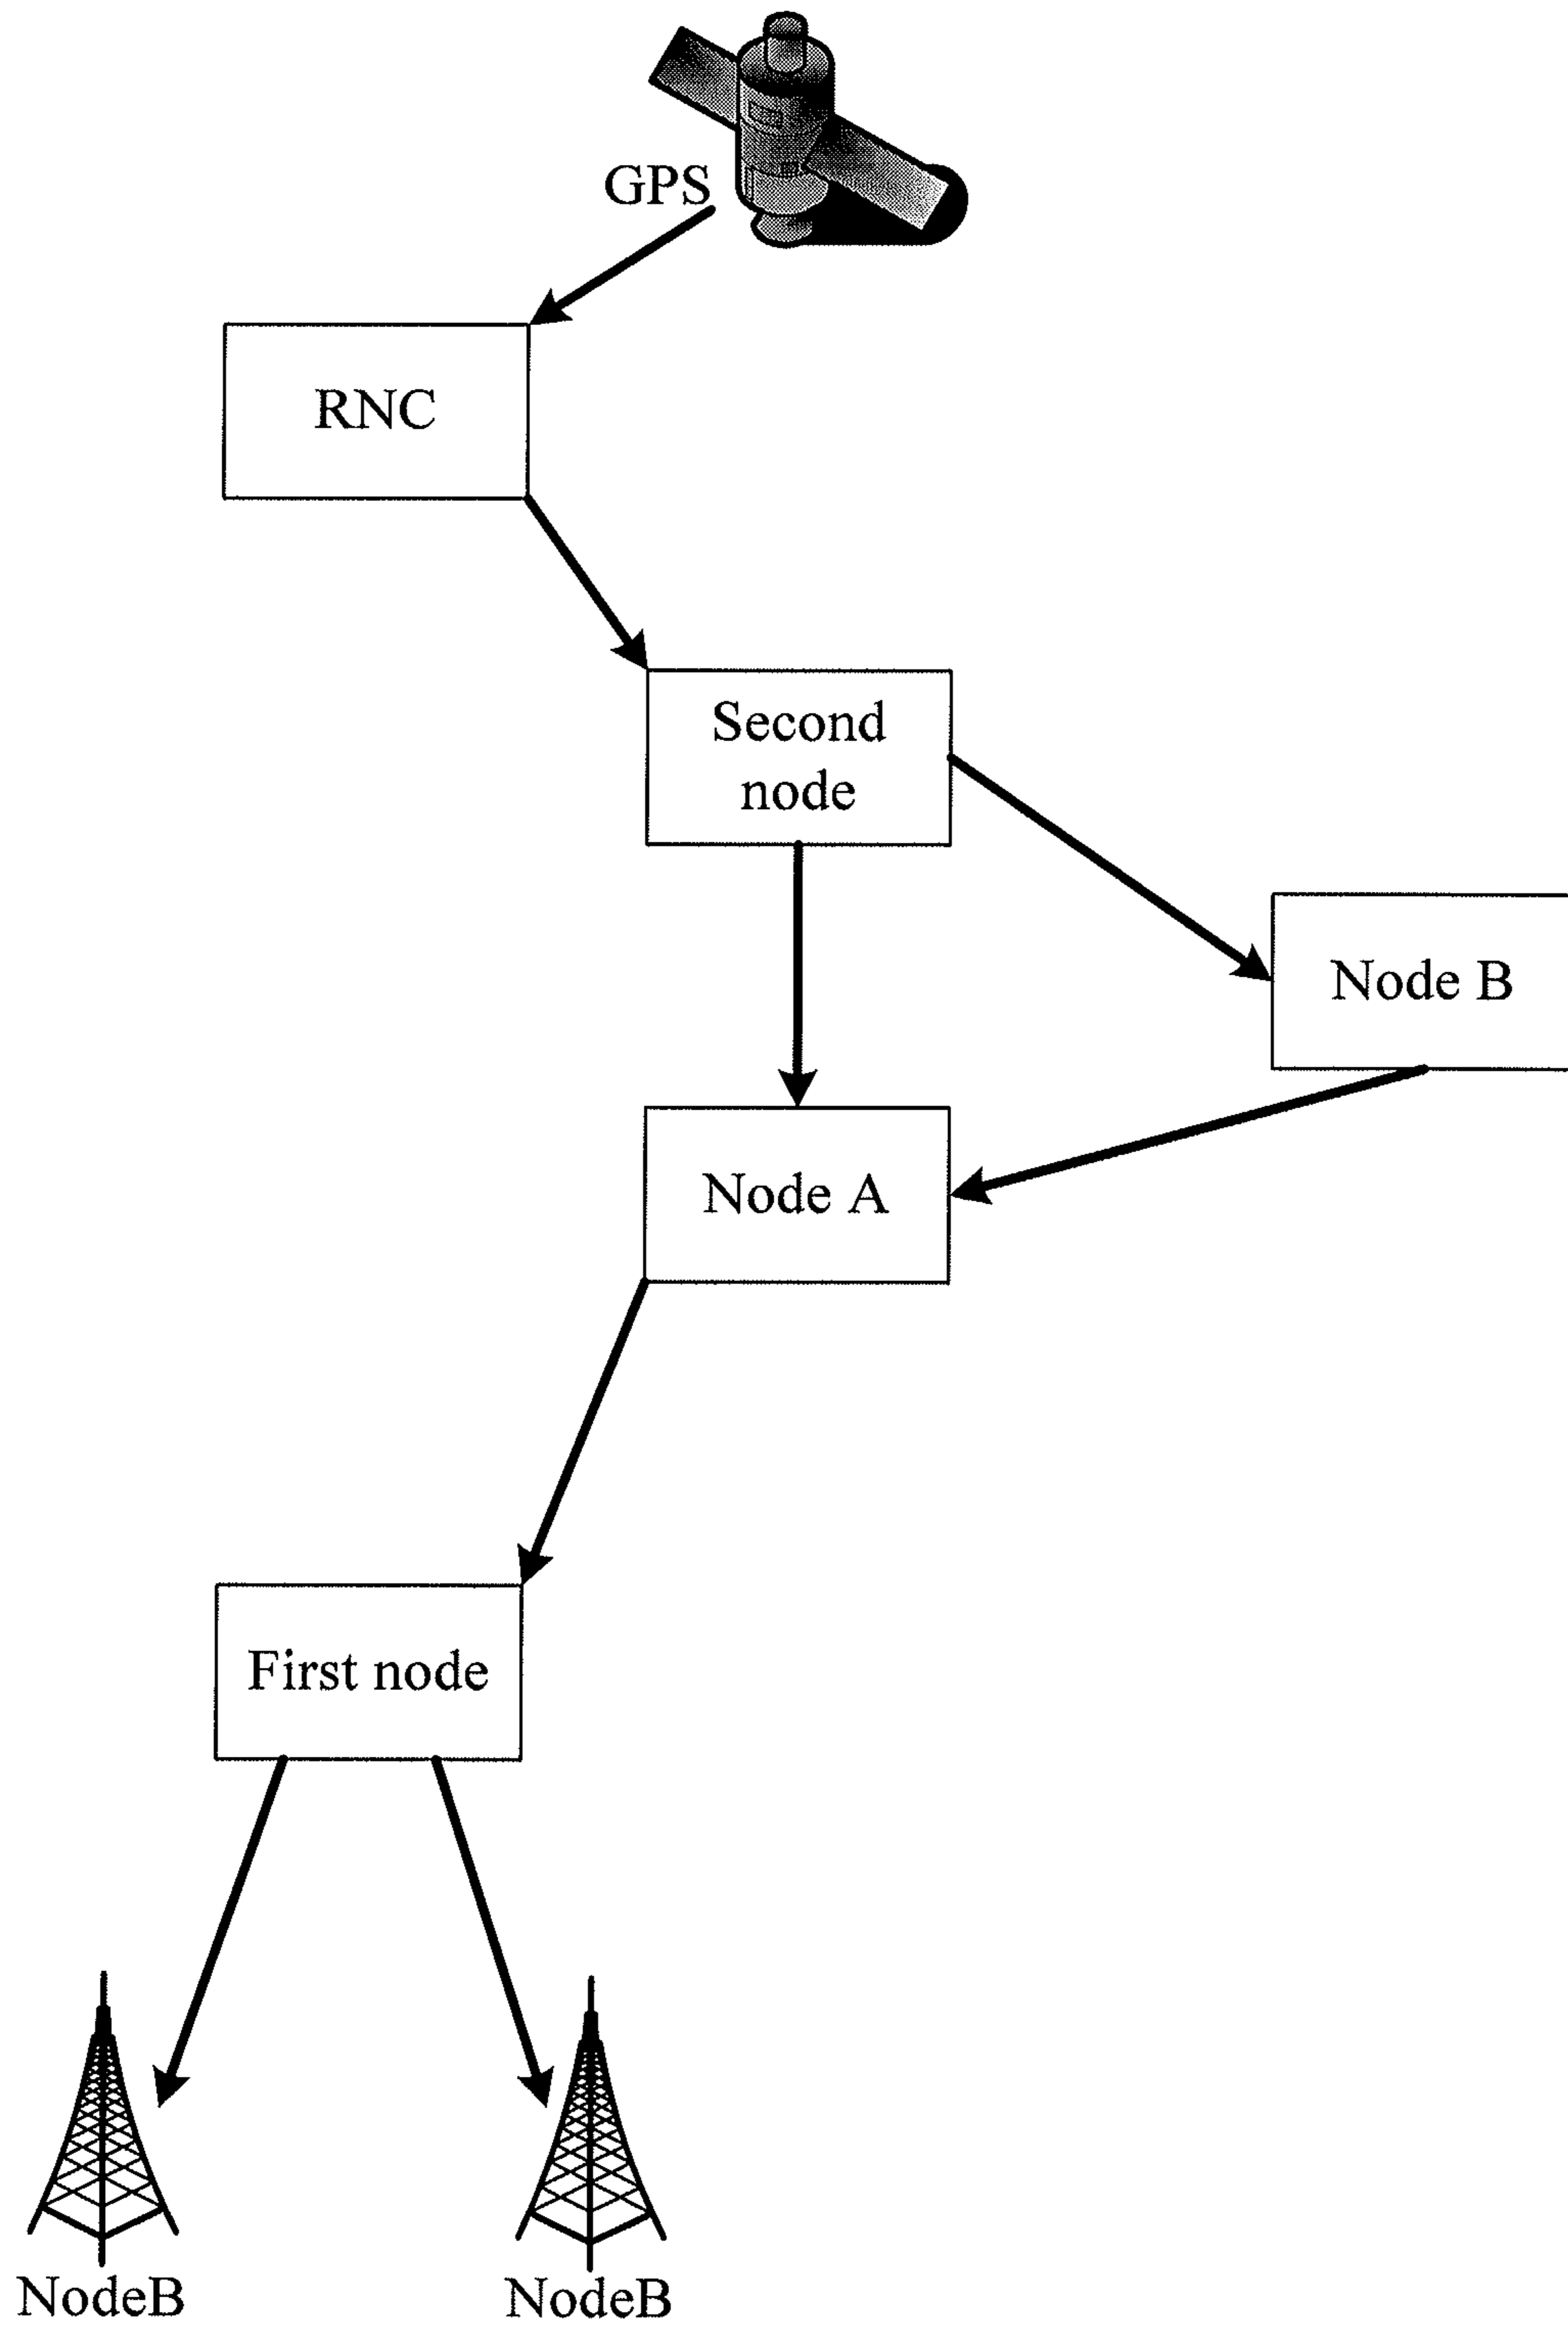 GPS
RNC
Second
node
Node B
Node A
First node
NodeB
NodeB